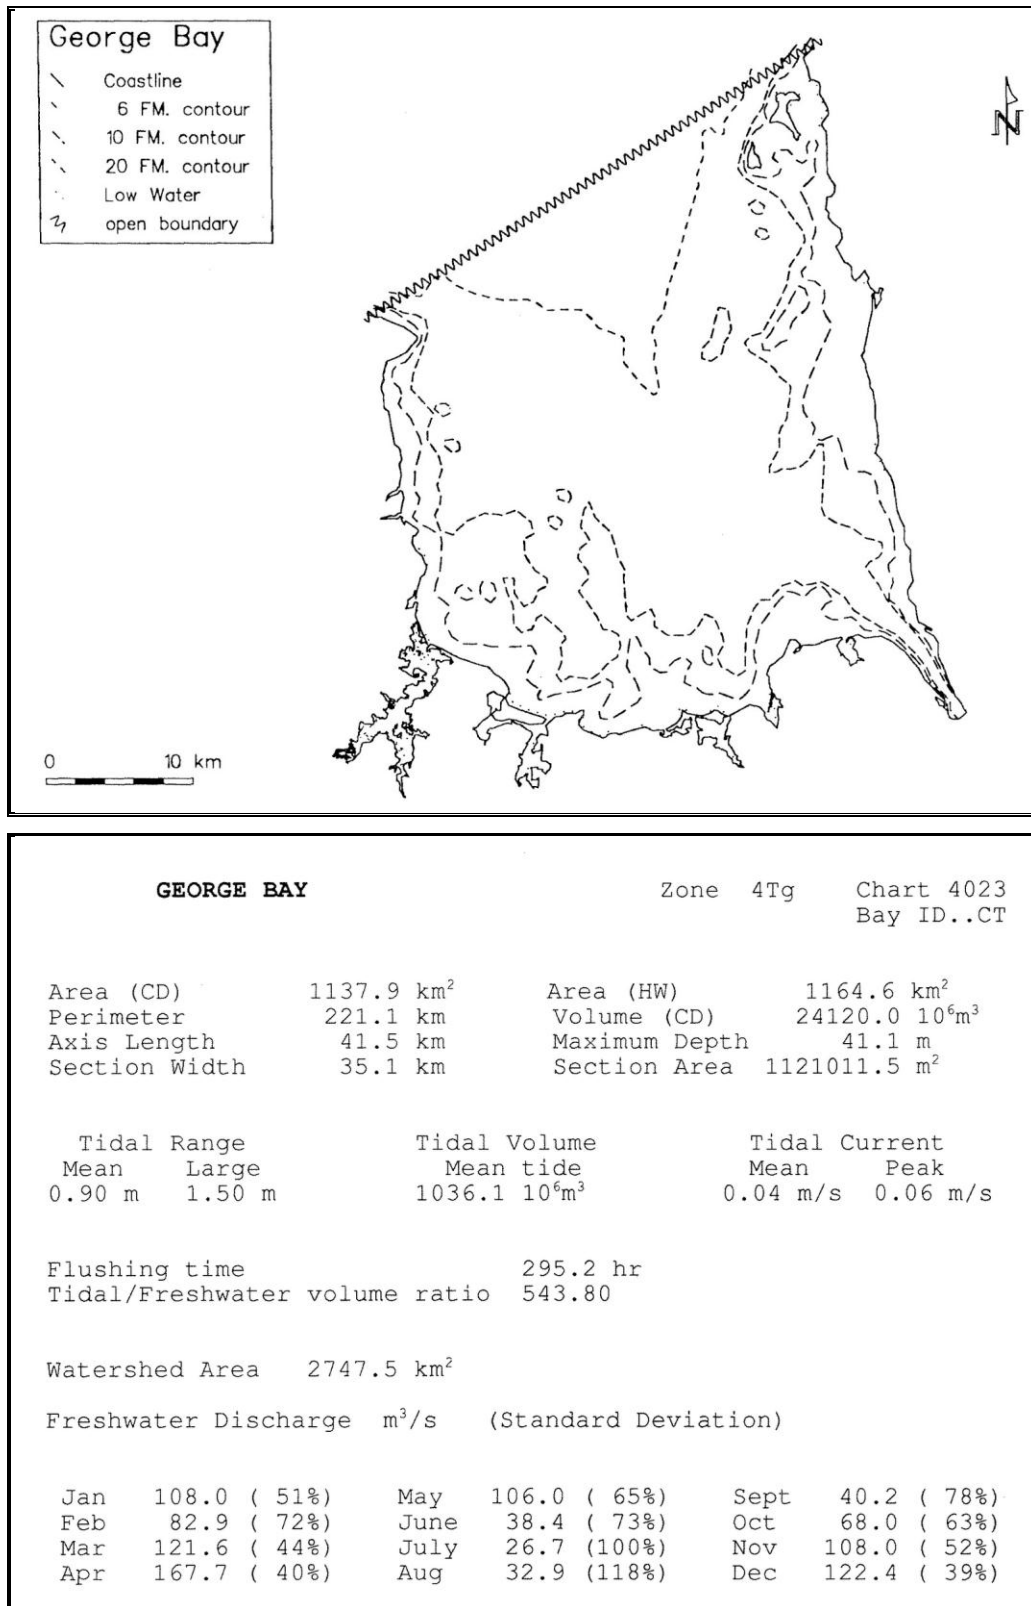 George Bay
Coastline
6 FM. contour
10 FM. contour
20 FM. contour
Low Water
open boundary
N
0 10 km
GEORGE BAY Zone 4Tg Chart 4023
Bay ID..CT
Area (CD) 1137.9 km² Area (HW) 1164.6 km²
Perimeter 221.1 km Volume (CD) 24120.0 10⁶m³
Axis Length 41.5 km Maximum Depth 41.1 m
Section Width 35.1 km Section Area 1121011.5 m²
Tidal Range Tidal Volume Tidal Current
Mean Large Mean tide Mean Peak
0.90 m 1.50 m 1036.1 10⁶m³ 0.04 m/s 0.06 m/s
Flushing time 295.2 hr
Tidal/Freshwater volume ratio 543.80
Watershed Area 2747.5 km²
Freshwater Discharge m³/s (Standard Deviation)
Jan 108.0 ( 51%) May 106.0 ( 65%) Sept 40.2 ( 78%)
Feb 82.9 ( 72%) June 38.4 ( 73%) Oct 68.0 ( 63%)
Mar 121.6 ( 44%) July 26.7 (100%) Nov 108.0 ( 52%)
Apr 167.7 ( 40%) Aug 32.9 (118%) Dec 122.4 ( 39%)